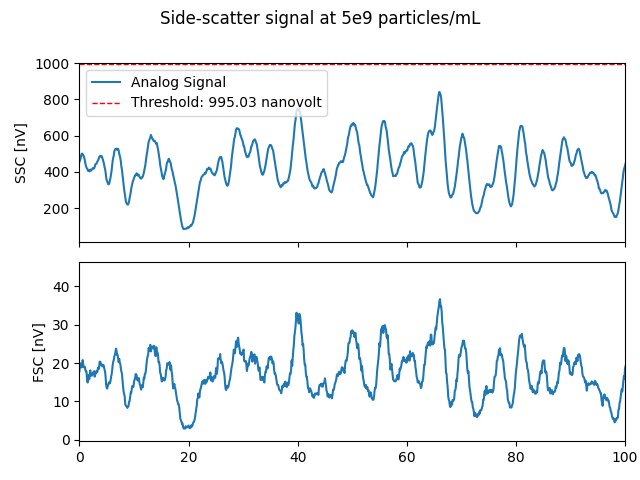 Side-scatter signal at 5e9 particles/mL
1000
800
600
400
200
SSC [nV]
Analog Signal
Threshold: 995.03 nanovolt
40
30
20
10
0
FSC [nV]
0 20 40 60 80 100